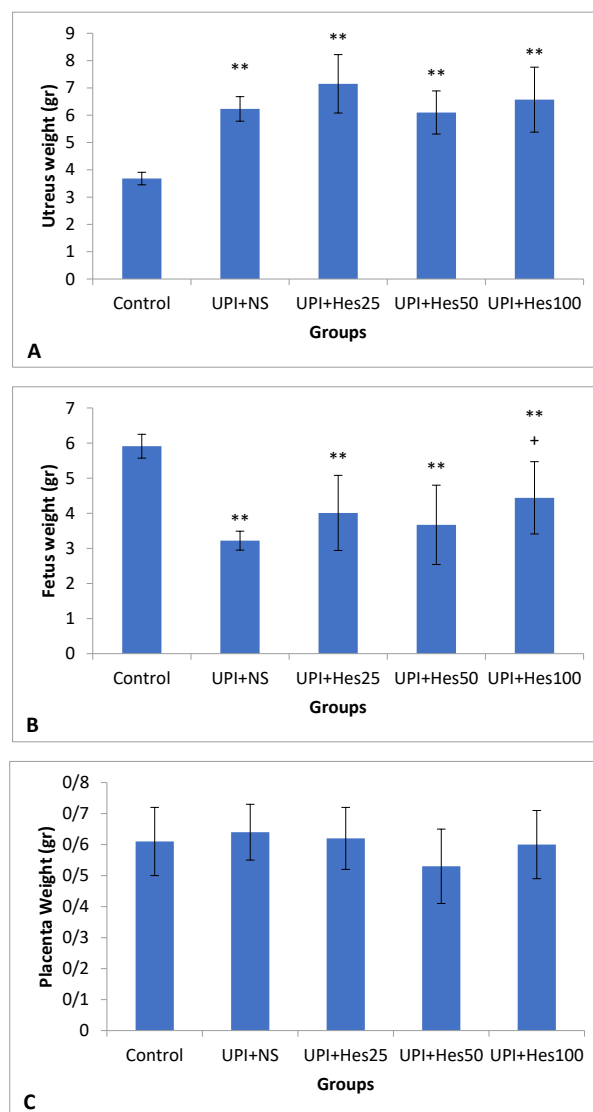 9
8
7
6
5
4
3
2
1
0
Utreus weight (gr)
**
**
**
**
Control
UPI+NS
UPI+Hes25
UPI+Hes50
UPI+Hes100
Groups
A
7
6
5
4
3
2
1
0
Fetus weight (gr)
**
**
**
**
+
Control
UPI+NS
UPI+Hes25
UPI+Hes50
UPI+Hes100
Groups
B
0/8
0/7
0/6
0/5
0/4
0/3
0/2
0/1
0
Placenta Weight (gr)
Control
UPI+NS
UPI+Hes25
UPI+Hes50
UPI+Hes100
Groups
C